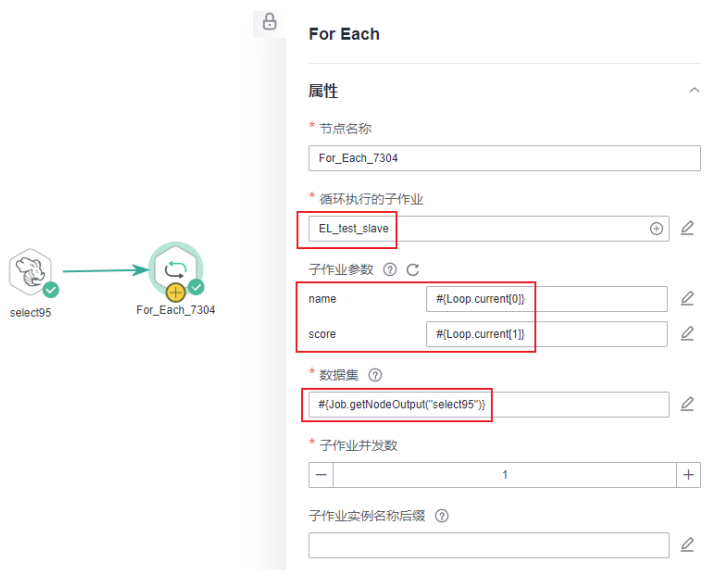 For Each
属性
* 节点名称
For_Each_7304
* 循环执行的子作业
EL_test_slave
子作业参数
name
#{Loop.current[0]}
score
#{Loop.current[1]}
* 数据集
#{Job.getNodeOutput("select95")}
* 子作业并发数
1
子作业实例名称后缀
select95
For_Each_7304